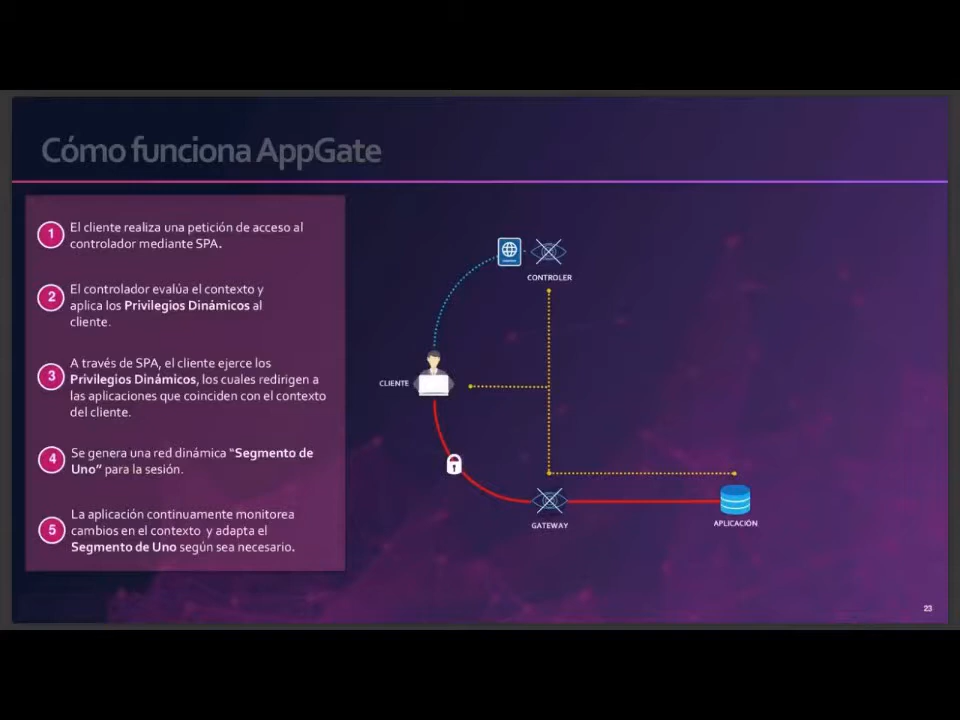 Cómo funciona AppGate
1 El cliente realiza una petición de acceso al
controlador mediante SPA.
2 El controlador evalúa el contexto y
aplica los Privilegios Dinámicos al
cliente.
3 A través de SPA, el cliente ejerce los
Privilegios Dinámicos, los cuales redirigen a
las aplicaciones que coinciden con el contexto
del cliente.
4 Se genera una red dinámica “Segmento de
Uno” para la sesión.
5 La aplicación continuamente monitorea
cambios en el contexto y adapta el
Segmento de Uno según sea necesario.
CONTROLER
CLIENTE
GATEWAY
APLICACIÓN
23